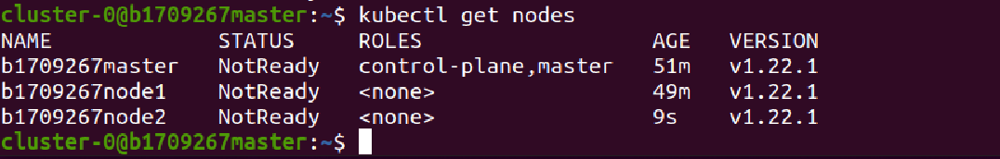 cluster-0@b1709267master:~$ kubectl get nodes
NAME STATUS ROLES AGE VERSION
b1709267master NotReady control-plane,master 51m v1.22.1
b1709267node1 NotReady <none> 49m v1.22.1
b1709267node2 NotReady <none> 9s v1.22.1
cluster-0@b1709267master:~$